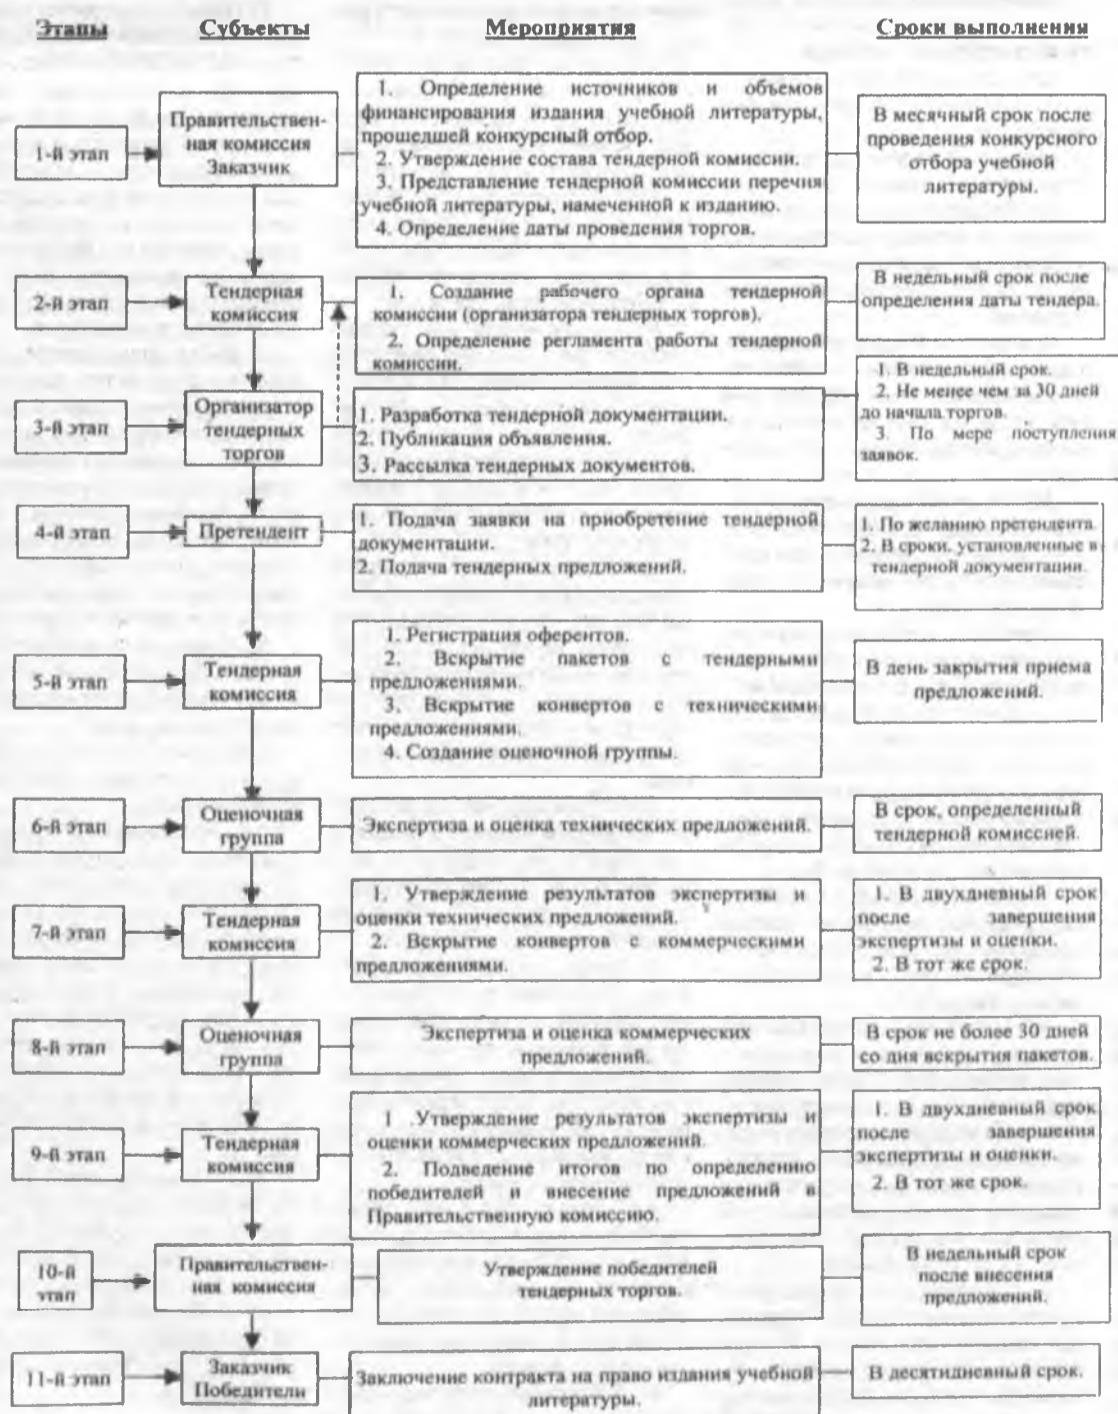 Этапы
Субъекты
Мероприятия
Сроки выполнения
1-й этап
Правительствен-
ная комиссия
Заказчик
1. Определение источников и объемов
финансирования издания учебной литературы,
прошедшей конкурсный отбор.
2. Утверждение состава тендерной комиссии.
3. Представление тендерной комиссии перечня
учебной литературы, намеченной к изданию.
4. Определение даты проведения торгов.
В месячный срок после
проведения конкурсного
отбора учебной
литературы.
2-й этап
Тендерная
комиссия
1. Создание рабочего органа тендерной
комиссии (организатора тендерных торгов).
2. Определение регламента работы тендерной
комиссии.
В недельный срок после
определения даты тендера.
3-й этап
Организатор
тендерных
торгов
1. Разработка тендерной документации.
2. Публикация объявления.
3. Рассылка тендерных документов.
1. В недельный срок.
2. Не менее чем за 30 дней
до начала торгов.
3. По мере поступления
заявок.
4-й этап
Претендент
1. Подача заявки на приобретение тендерной
документации.
2. Подача тендерных предложений.
1. По желанию претендента.
2. В сроки, установленные в
тендерной документации.
5-й этап
Тендерная
комиссия
1. Регистрация оферентов.
2. Вскрытие пакетов с тендерными
предложениями.
3. Вскрытие конвертов с техническими
предложениями.
4. Создание оценочной группы.
В день закрытия приема
предложений.
6-й этап
Оценочная
группа
Экспертиза и оценка технических предложений.
В срок, определенный
тендерной комиссией.
7-й этап
Тендерная
комиссия
1. Утверждение результатов экспертизы и
оценки технических предложений.
2. Вскрытие конвертов с коммерческими
предложениями.
1. В двухдневный срок
после завершения
экспертизы и оценки.
2. В тот же срок.
8-й этап
Оценочная
группа
Экспертиза и оценка коммерческих
предложений.
В срок не более 30 дней
со дня вскрытия пакетов.
9-й этап
Тендерная
комиссия
1 .Утверждение результатов экспертизы и
оценки коммерческих предложений.
2. Подведение итогов по определению
победителей и внесение предложений в
Правительственную комиссию.
1. В двухдневный срок
после завершения
экспертизы и оценки.
2. В тот же срок.
10-й
этап
Правительствен-
ная комиссия
Утверждение победителей
тендерных торгов.
В недельный срок
после внесения
предложений.
11-й этап
Заказчик
Победители
Заключение контракта на право издания учебной
литературы.
В десятидневный срок.